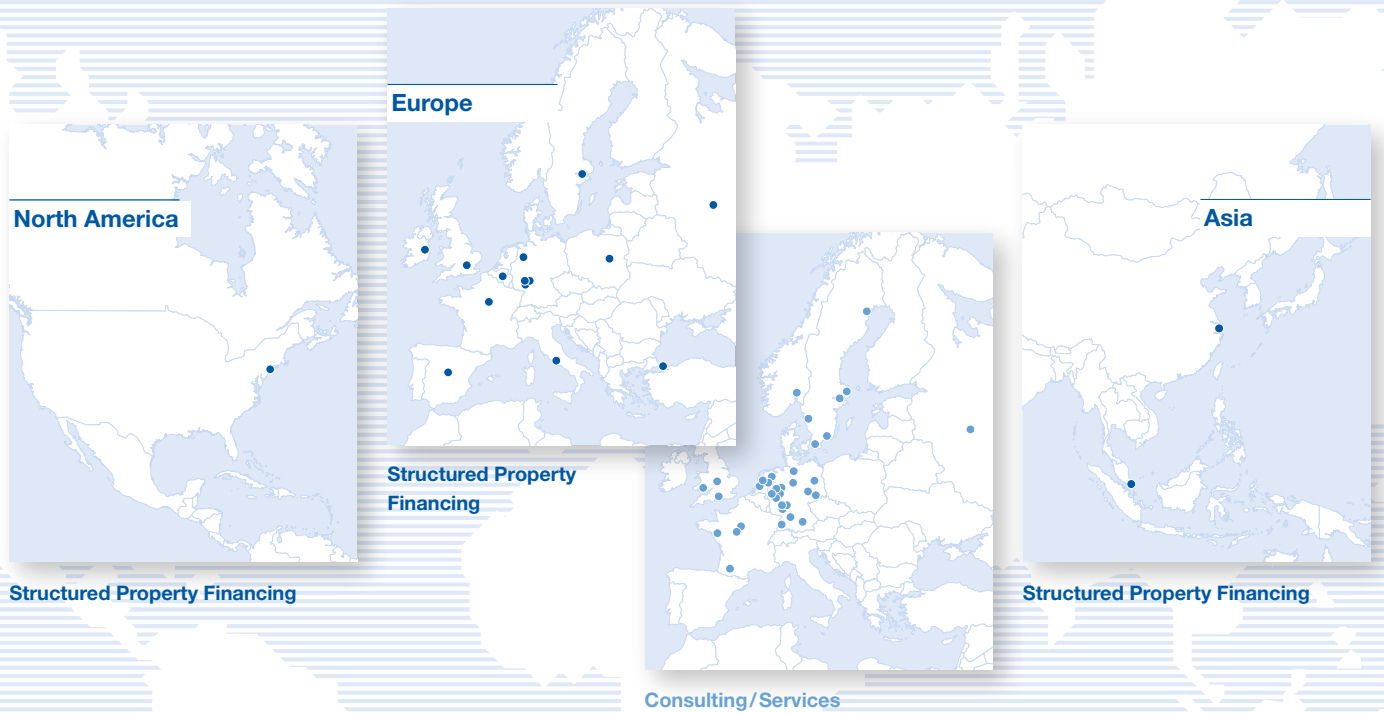 Europe
North America
Asia
Structured Property
Financing
Structured Property Financing
Structured Property Financing
Consulting/Services